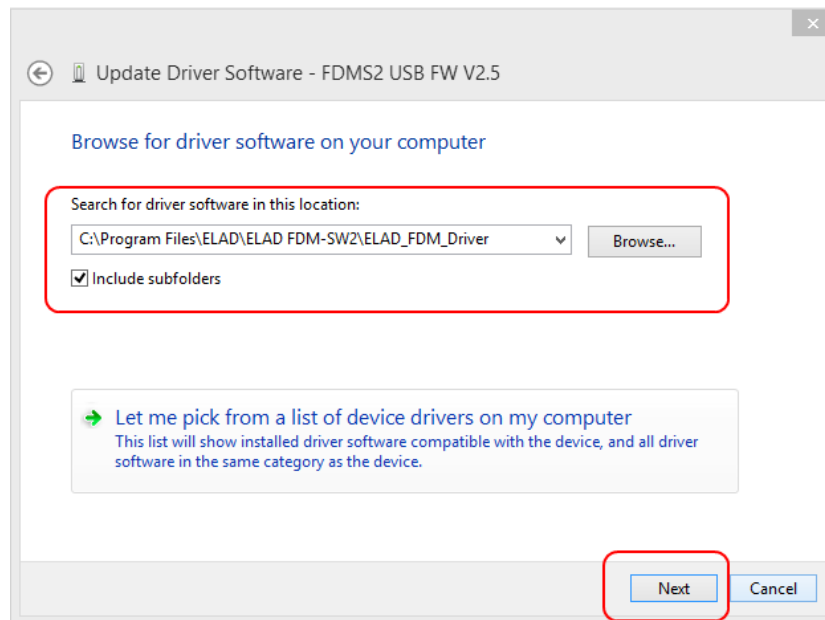 Update Driver Software - FDMS2 USB FW V2.5
Browse for driver software on your computer
Search for driver software in this location:
C:\Program Files\ELAD\ELAD FDM-SW2\ELAD_FDM_Driver
Browse...
Include subfolders
Let me pick from a list of device drivers on my computer
This list will show installed driver software compatible with the device, and all driver
software in the same category as the device.
Next
Cancel